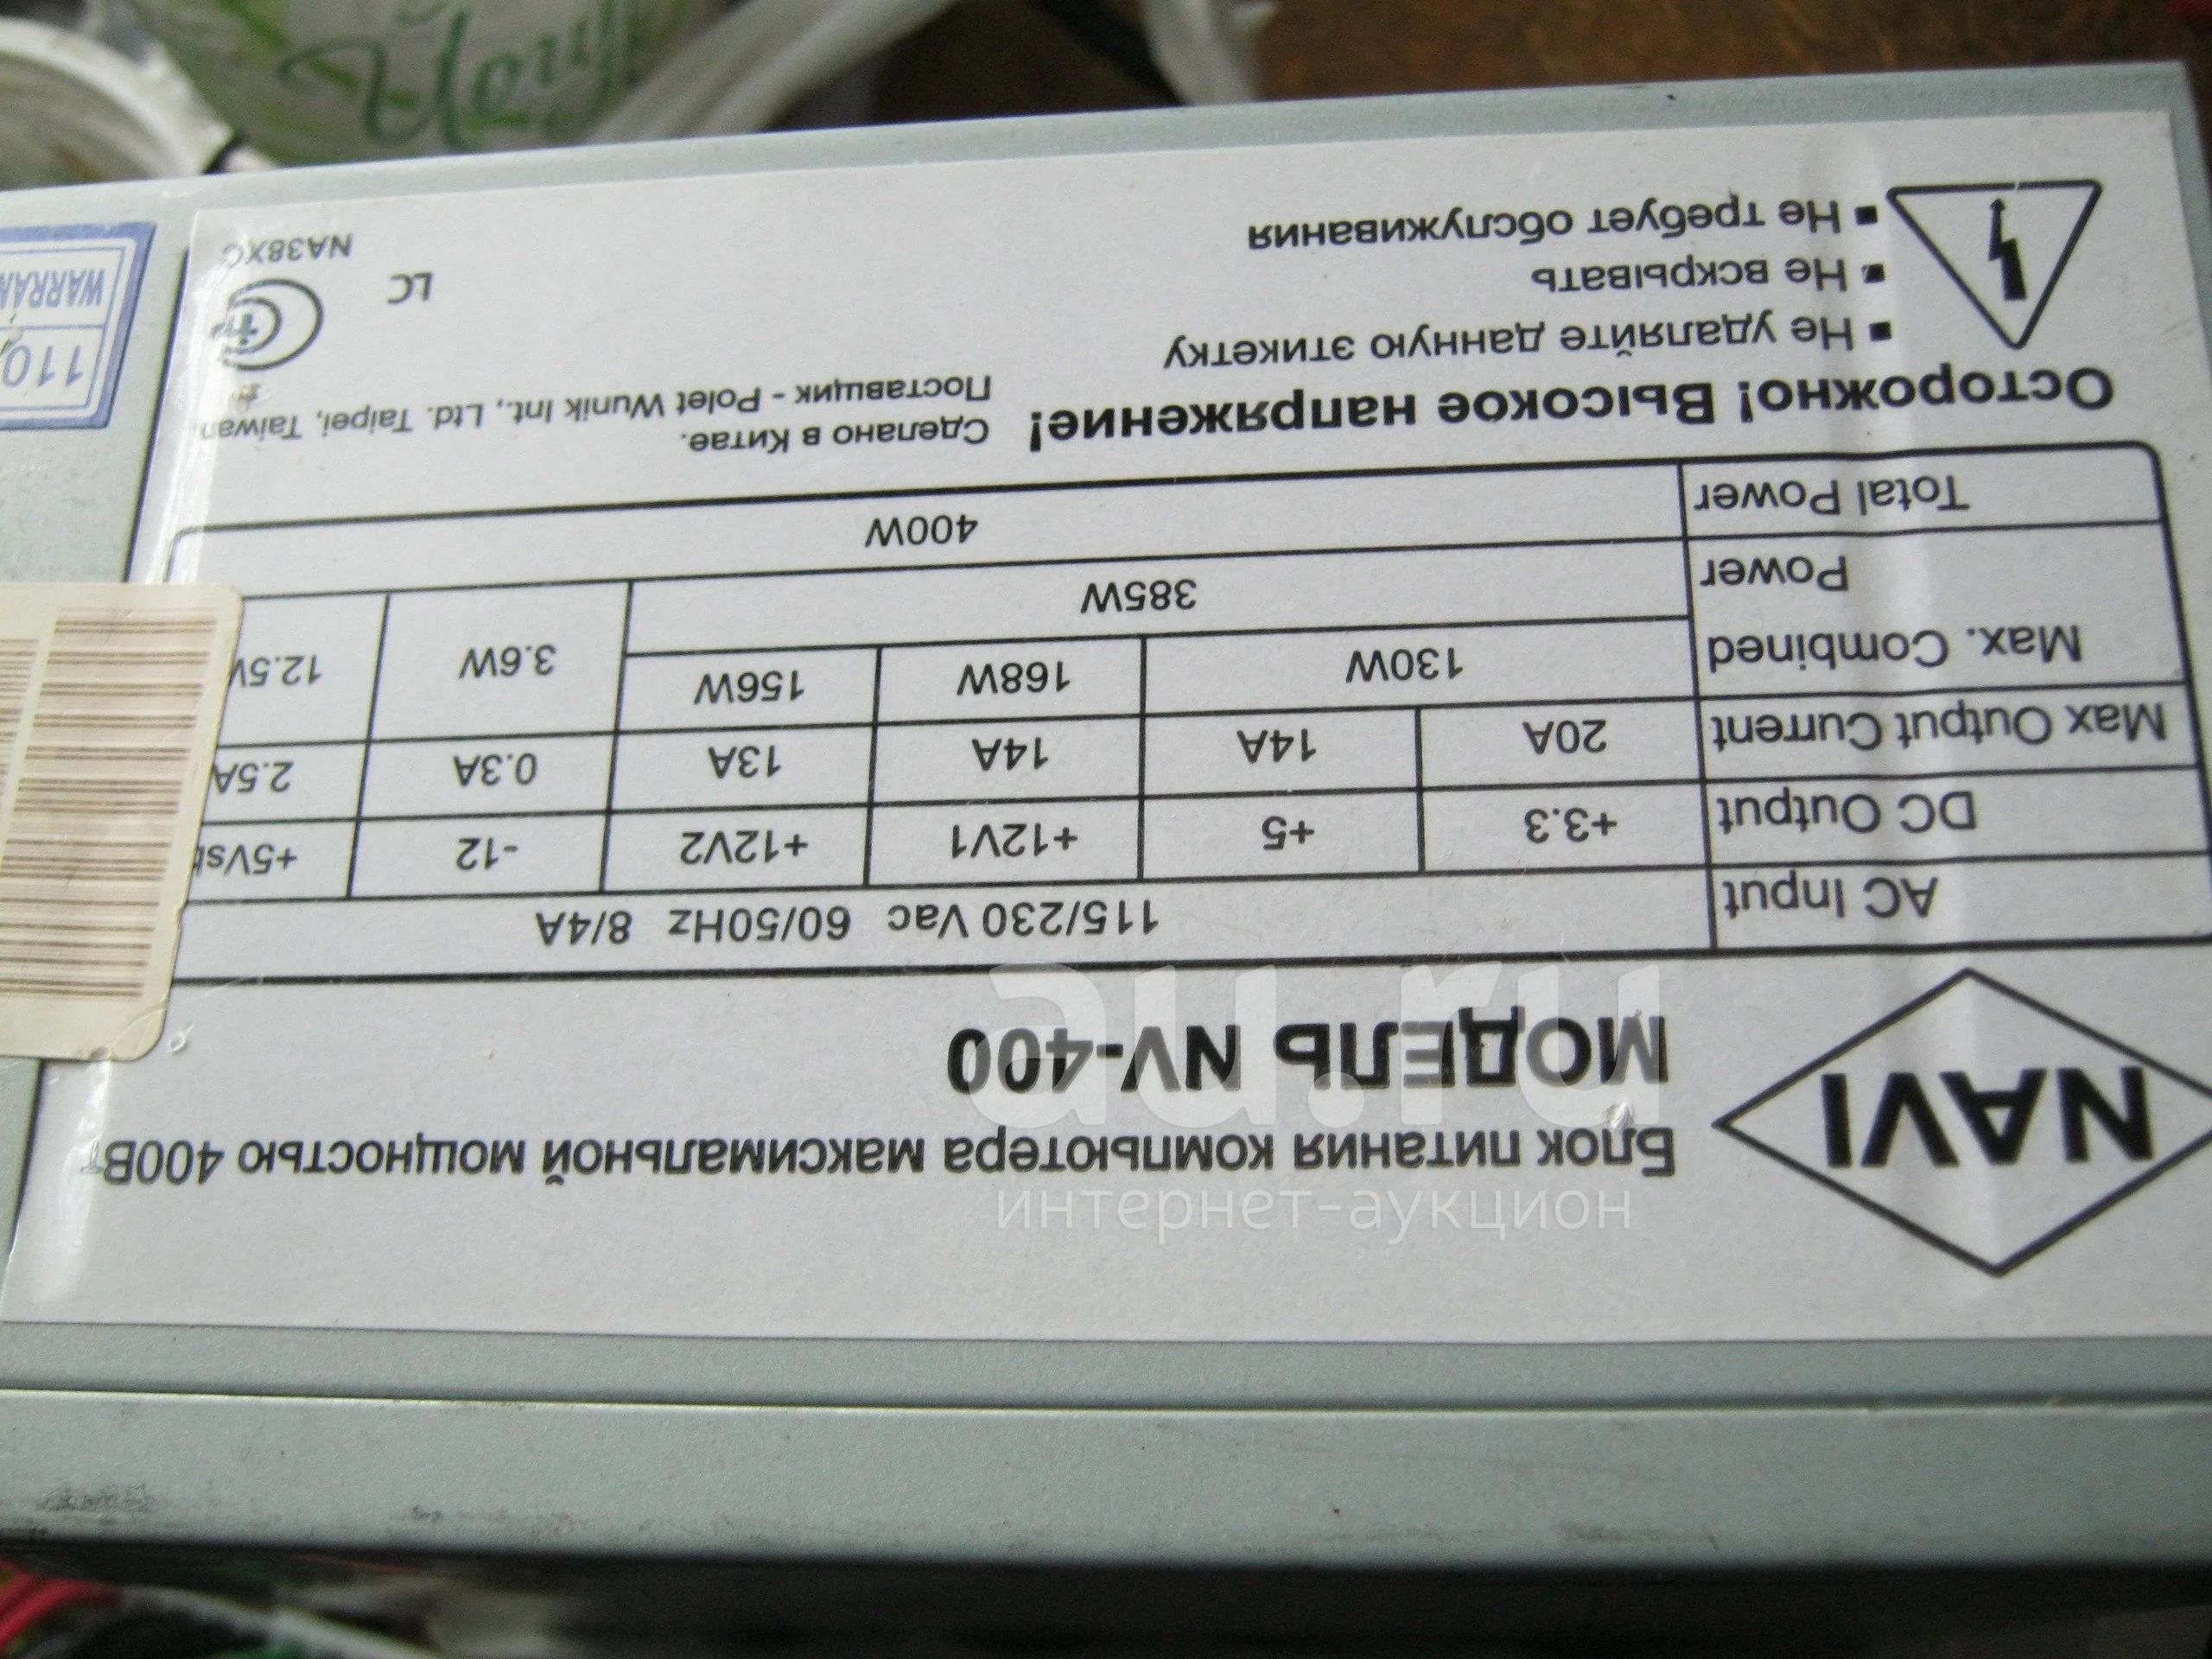 NAVI
Блок питания компьютера максимальной мощностью 400Вт
МОДЕЛЬ NV-400
AC Input 115/230 Vac 60/50Hz 8/4A
DC Output +3.3 +5 +12V1 +12V2 -12 +5Vsb
Max Output Current 20A 14A 14A 13A 0.3A 2.5A
Max. Combined Power 130W 168W 156W 3.6W 12.5W
385W
Total Power 400W
Осторожно! Высокое напряжение!
▪ Не удаляйте данную этикетку
▪ Не вскрывать
▪ Не требует обслуживания
Сделано в Китае.
Поставщик - Polet Wunik Int., Ltd. Taipei, Taiwan.
LC
NA38XC
110
WARRAN
au.ru
интернет-аукцион